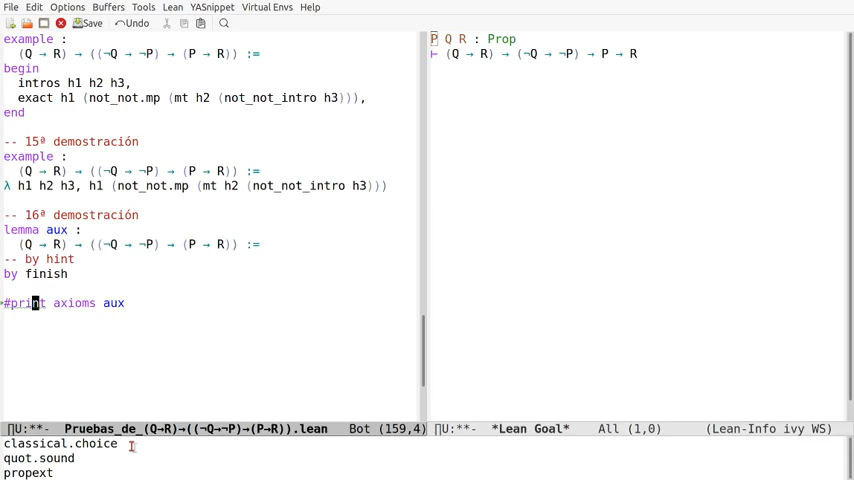 File Edit Options Buffers Tools Lean YASnippet Virtual Envs Help
Save Undo
example :
(Q → R) → ((¬Q → ¬P) → (P → R)) :=
begin
intros h1 h2 h3,
exact h1 (not_not.mp (mt h2 (not_not_intro h3))),
end
-- 15ª demostración
example :
(Q → R) → ((¬Q → ¬P) → (P → R)) :=
λ h1 h2 h3, h1 (not_not.mp (mt h2 (not_not_intro h3)))
-- 16ª demostración
lemma aux :
(Q → R) → ((¬Q → ¬P) → (P → R)) :=
-- by hint
by finish
#print axioms aux
P Q R : Prop
⊢ (Q → R) → (¬Q → ¬P) → P → R
∏U:**- Pruebas_de_(Q→R)→((¬Q→¬P)→(P→R)).lean Bot (159,4)
∏U:**- *Lean Goal* All (1,0) (Lean-Info ivy WS)
classical.choice
quot.sound
propext